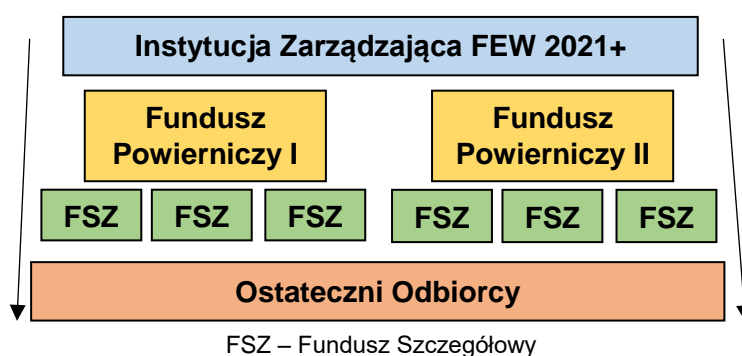 Instytucja Zarządzająca FEW 2021+
Fundusz
Powierniczy I
Fundusz
Powierniczy II
FSZ
FSZ
FSZ
FSZ
FSZ
FSZ
Ostateczni Odbiorcy
FSZ – Fundusz Szczegółowy